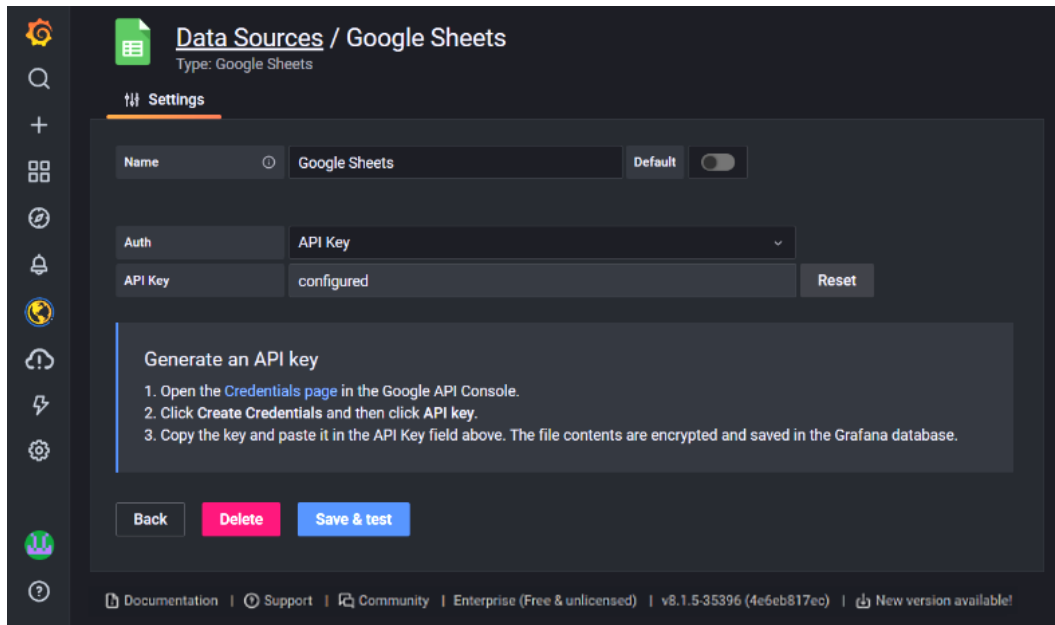 Data Sources / Google Sheets
Type: Google Sheets
Settings
Name Google Sheets Default
Auth API Key
API Key configured Reset
Generate an API key
1. Open the Credentials page in the Google API Console.
2. Click Create Credentials and then click API key.
3. Copy the key and paste it in the API Key field above. The file contents are encrypted and saved in the Grafana database.
Back Delete Save & test
Documentation | Support | Community | Enterprise (Free & unlicensed) | v8.1.5-35396 (4e6eb817ec) | New version available!